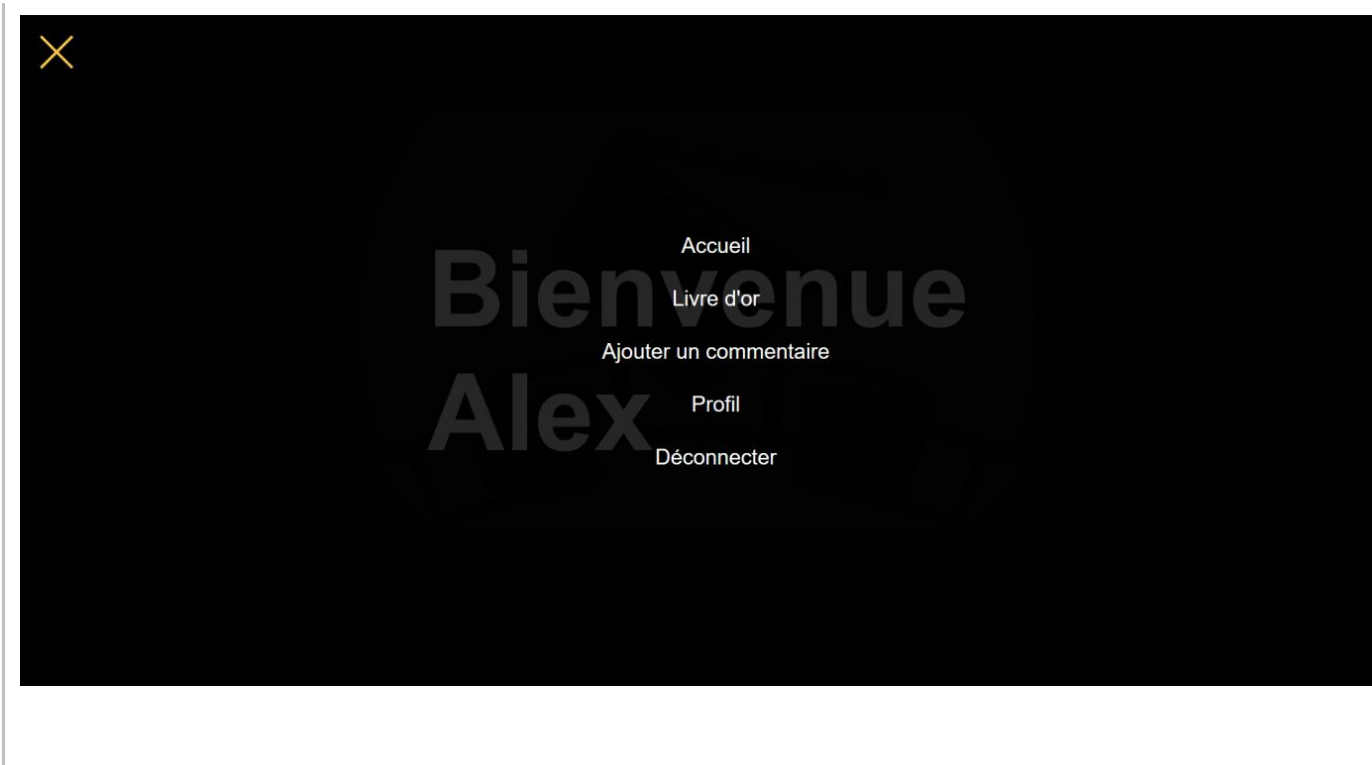 Accueil
Bienvenue
Livre d'or
Ajouter un commentaire
Alex
Profil
Déconnecter